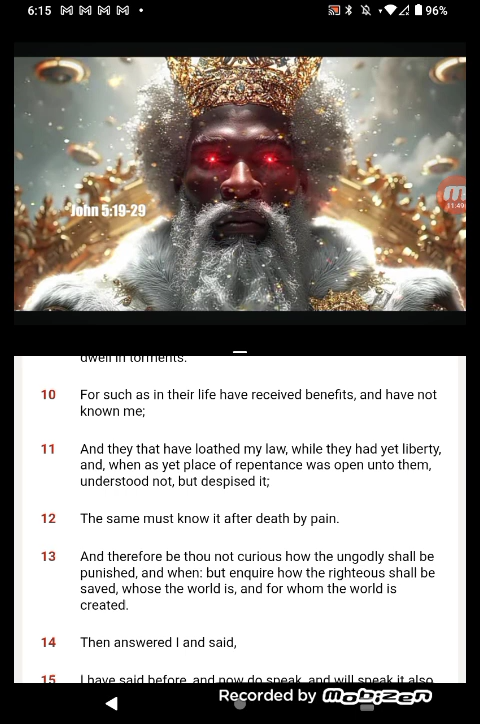 6:15
96%
John 5:19-29
11:49
dwell in torments.
10 For such as in their life have received benefits, and have not
known me;
11 And they that have loathed my law, while they had yet liberty,
and, when as yet place of repentance was open unto them,
understood not, but despised it;
12 The same must know it after death by pain.
13 And therefore be thou not curious how the ungodly shall be
punished, and when: but enquire how the righteous shall be
saved, whose the world is, and for whom the world is
created.
14 Then answered I and said,
15 I have said before, and now do speak, and will speak it also
Recorded by Mobizen